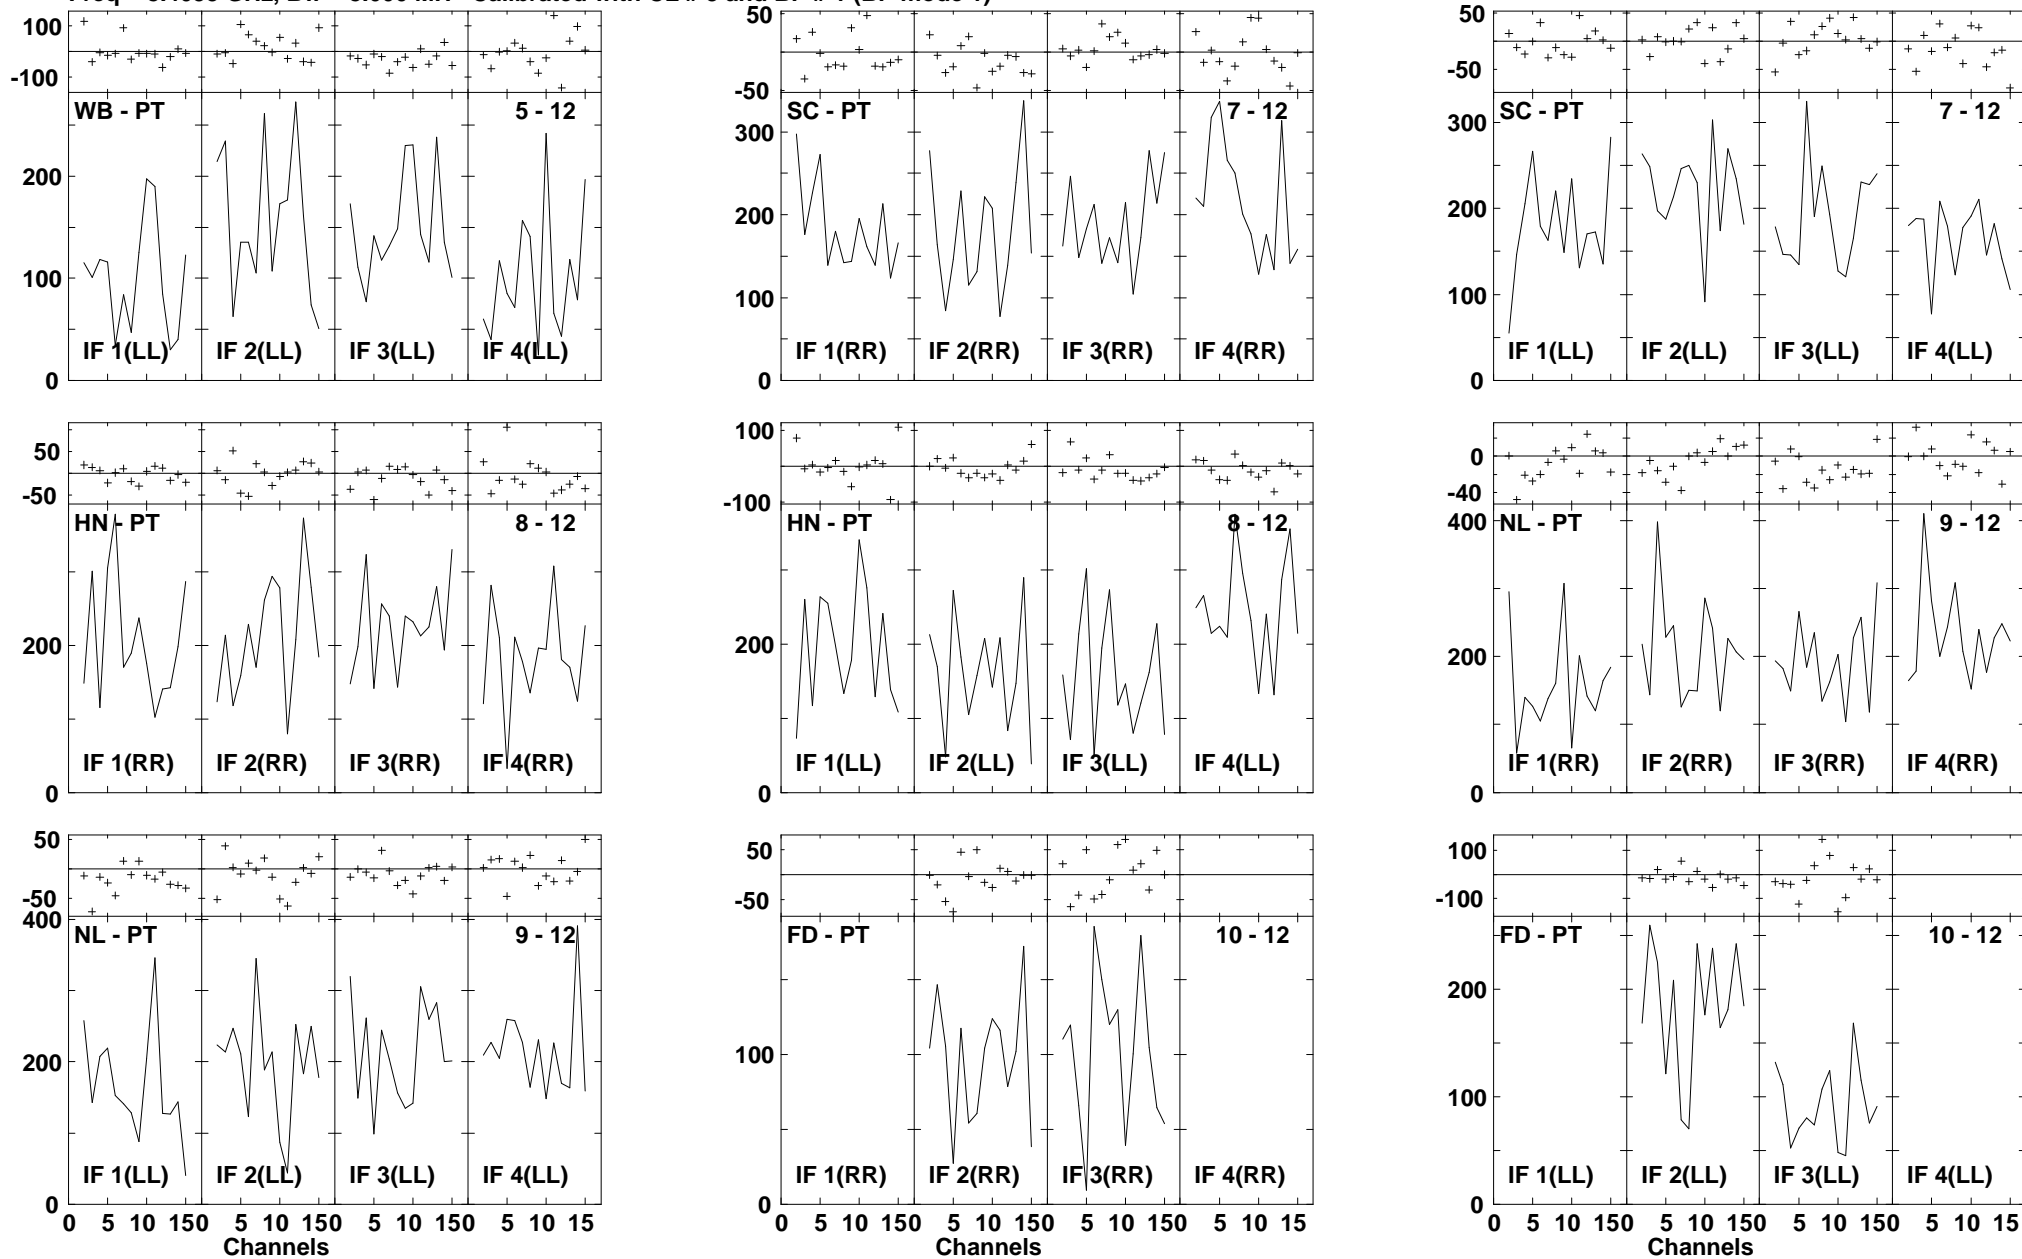 100
-100
WB - PT 5 - 12
200
100
0
IF 1(LL) IF 2(LL) IF 3(LL) IF 4(LL)
50
0
-50
SC - PT 7 - 12
300
200
100
0
IF 1(RR) IF 2(RR) IF 3(RR) IF 4(RR)
50
-50
SC - PT 7 - 12
300
200
100
0
IF 1(LL) IF 2(LL) IF 3(LL) IF 4(LL)
50
-50
HN - PT 8 - 12
200
0
IF 1(RR) IF 2(RR) IF 3(RR) IF 4(RR)
100
-100
HN - PT 8 - 12
200
0
IF 1(LL) IF 2(LL) IF 3(LL) IF 4(LL)
0
-40
NL - PT 9 - 12
400
200
0
IF 1(RR) IF 2(RR) IF 3(RR) IF 4(RR)
50
-50
NL - PT 9 - 12
400
200
0
IF 1(LL) IF 2(LL) IF 3(LL) IF 4(LL)
0 5 10 150 5 10 150 5 10 150 5 10 15
Channels
50
-50
FD - PT 10 - 12
100
0
IF 1(RR) IF 2(RR) IF 3(RR) IF 4(RR)
0 5 10 150 5 10 150 5 10 150 5 10 15
Channels
100
-100
FD - PT 10 - 12
200
100
0
IF 1(LL) IF 2(LL) IF 3(LL) IF 4(LL)
0 5 10 150 5 10 150 5 10 150 5 10 15
Channels